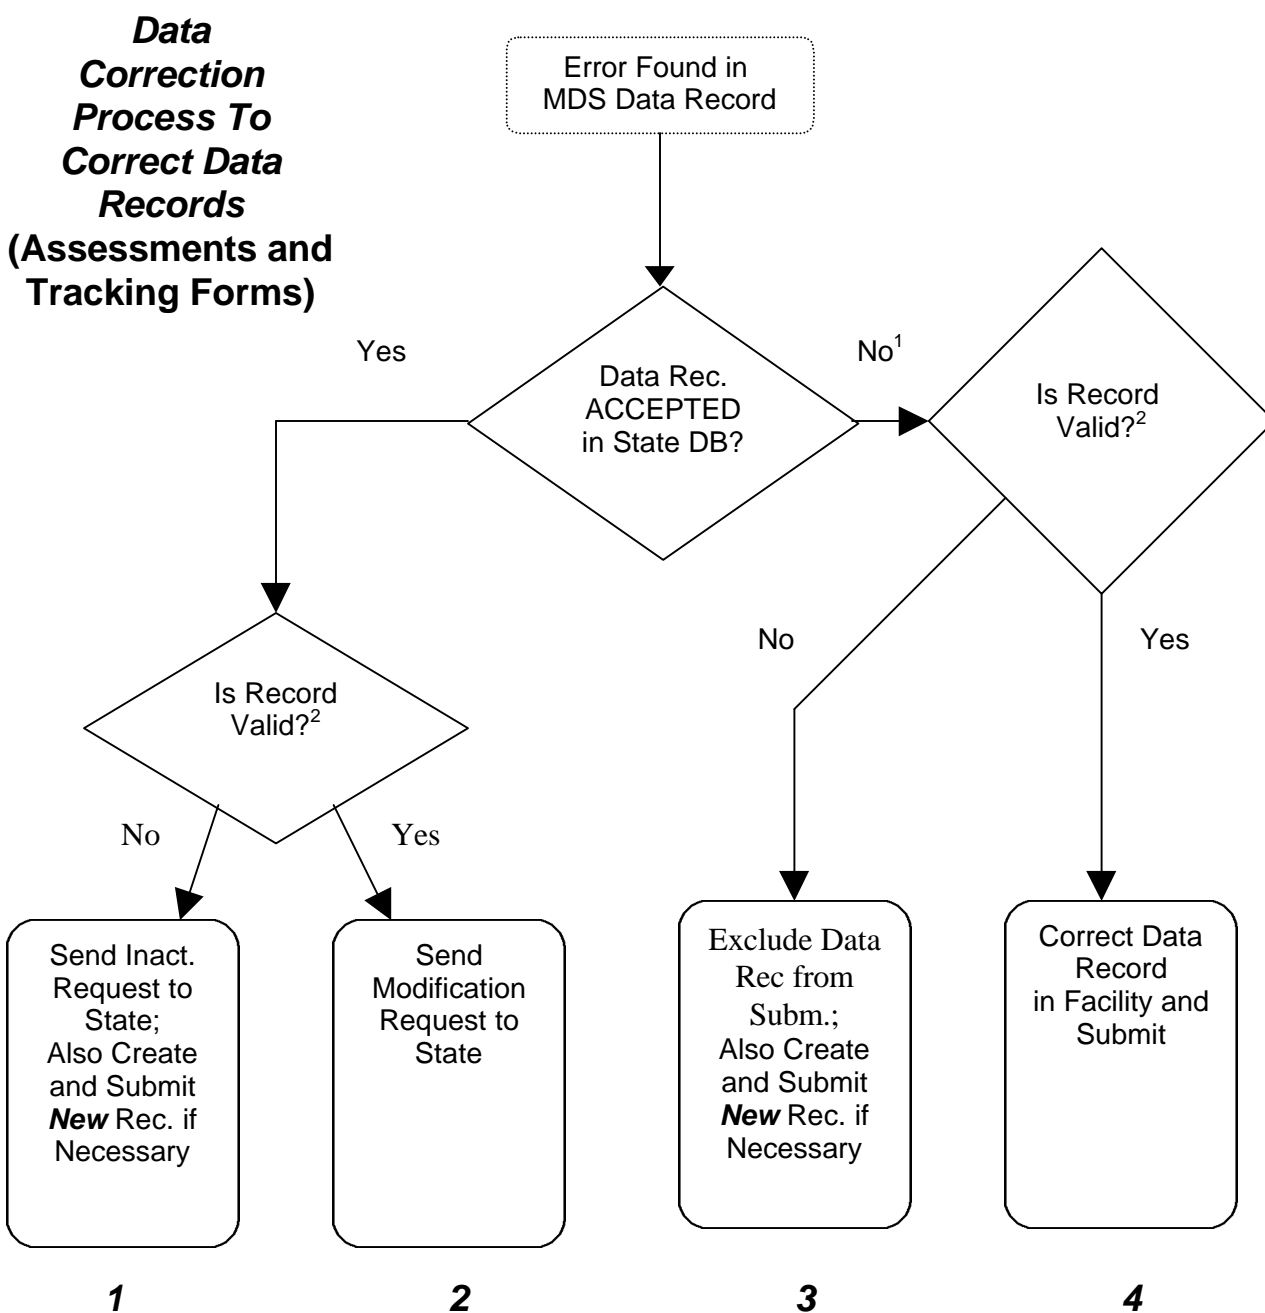 Data
Correction
Process To
Correct Data
Records
(Assessments and
Tracking Forms)
Error Found in
MDS Data Record
Yes
Data Rec.
ACCEPTED
in State DB?
No¹
Is Record
Valid?²
No
Yes
Is Record
Valid?²
No
Yes
Send Inact.
Request to
State;
Also Create
and Submit
New Rec. if
Necessary
Send
Modification
Request to
State
Exclude Data
Rec from
Subm.;
Also Create
and Submit
New Rec. if
Necessary
Correct Data
Record
in Facility and
Submit
1
2
3
4